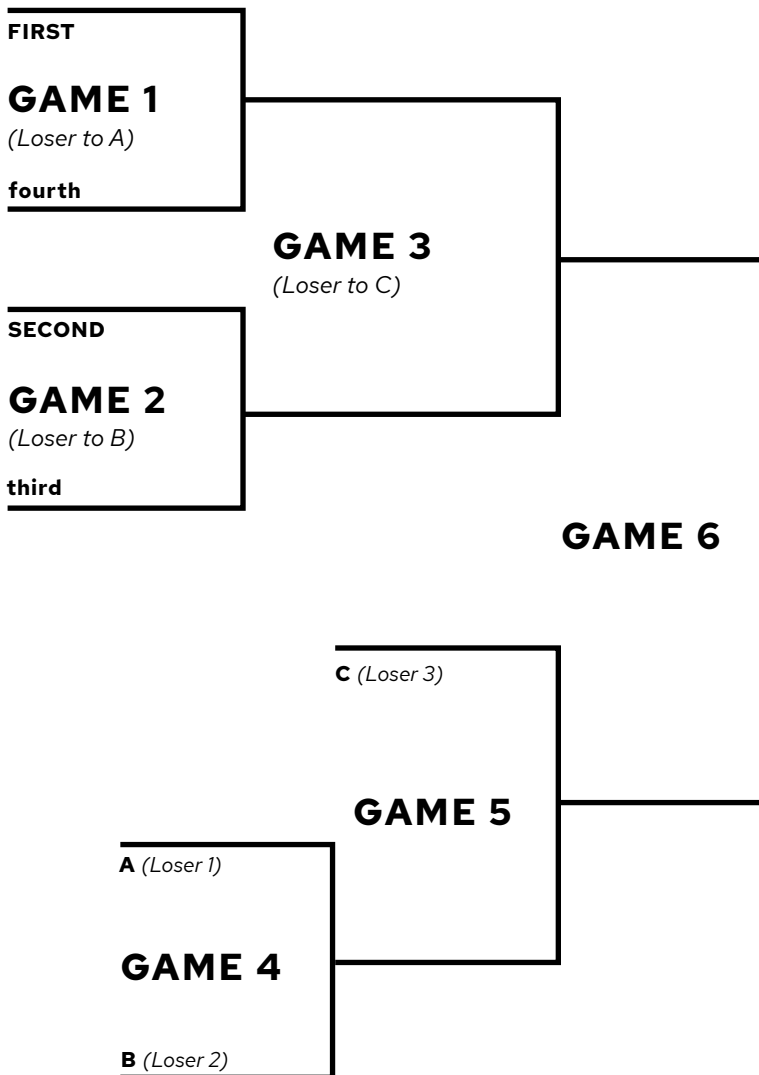 FIRST
GAME 1
(Loser to A)
fourth
GAME 3
(Loser to C)
SECOND
GAME 2
(Loser to B)
third
GAME 6
C (Loser 3)
GAME 5
A (Loser 1)
GAME 4
B (Loser 2)